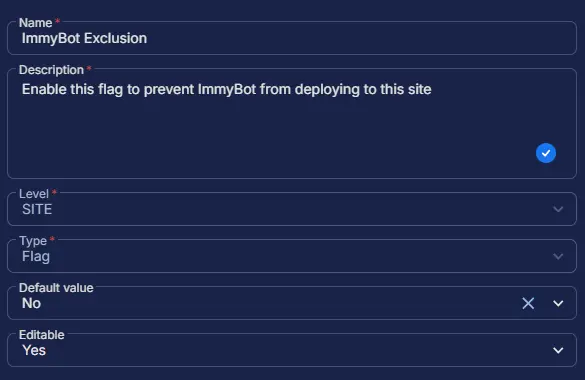 Name *
ImmyBot Exclusion
Description *
Enable this flag to prevent ImmyBot from deploying to this site
Level *
SITE
Type *
Flag
Default value
No
Editable
Yes